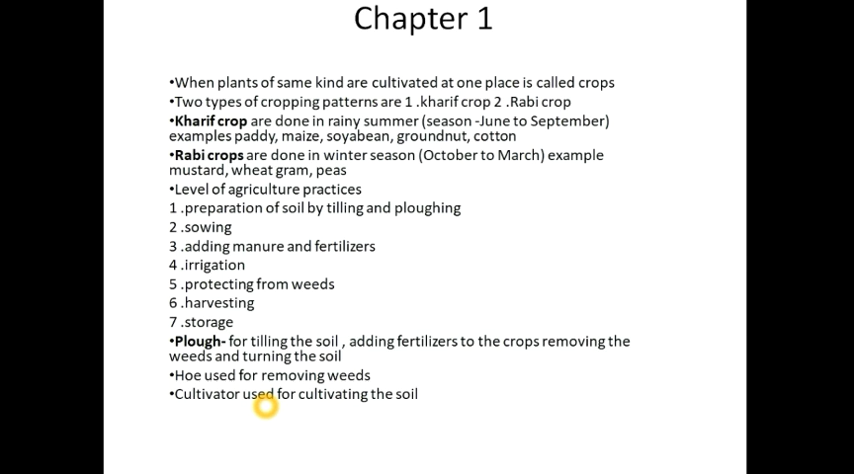 Chapter 1
•When plants of same kind are cultivated at one place is called crops
•Two types of cropping patterns are 1 .kharif crop 2 .Rabi crop
•Kharif crop are done in rainy summer (season -June to September)
examples paddy, maize, soyabean, groundnut, cotton
•Rabi crops are done in winter season (October to March) example
mustard, wheat gram, peas
•Level of agriculture practices
1 .preparation of soil by tilling and ploughing
2 .sowing
3 .adding manure and fertilizers
4 .irrigation
5 .protecting from weeds
6 .harvesting
7 .storage
•Plough- for tilling the soil , adding fertilizers to the crops removing the
weeds and turning the soil
•Hoe used for removing weeds
•Cultivator used for cultivating the soil